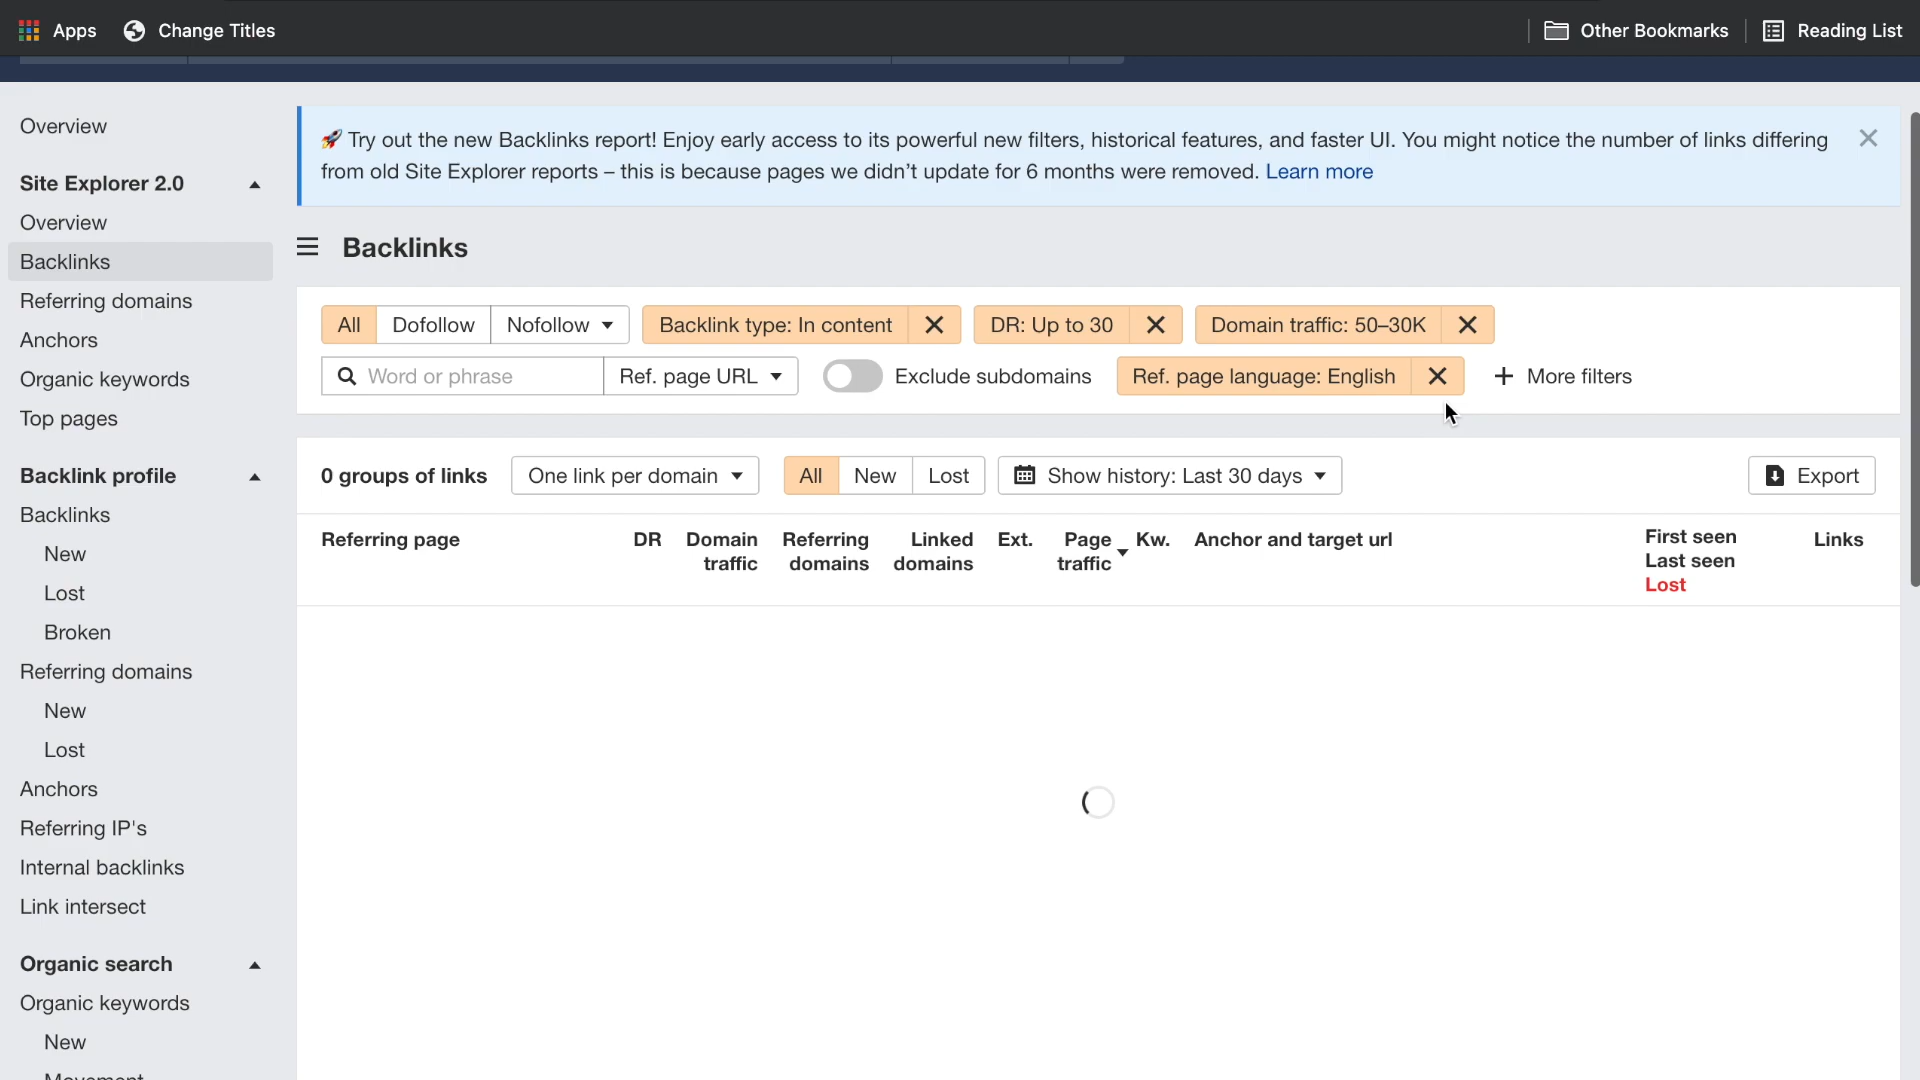 Apps
Change Titles
Other Bookmarks
Reading List
Overview
Site Explorer 2.0
Overview
Backlinks
Referring domains
Anchors
Organic keywords
Top pages
Backlink profile
Backlinks
New
Lost
Broken
Referring domains
New
Lost
Anchors
Referring IP's
Internal backlinks
Link intersect
Organic search
Organic keywords
New
Movement
🚀 Try out the new Backlinks report! Enjoy early access to its powerful new filters, historical features, and faster UI. You might notice the number of links differing
from old Site Explorer reports – this is because pages we didn’t update for 6 months were removed. Learn more
Backlinks
All Dofollow Nofollow Backlink type: In content DR: Up to 30 Domain traffic: 50–30K
Word or phrase Ref. page URL Exclude subdomains Ref. page language: English + More filters
0 groups of links One link per domain All New Lost Show history: Last 30 days Export
Referring page
DR
Domain
traffic
Referring
domains
Linked
domains
Ext.
Page
traffic
Kw.
Anchor and target url
First seen
Last seen
Lost
Links